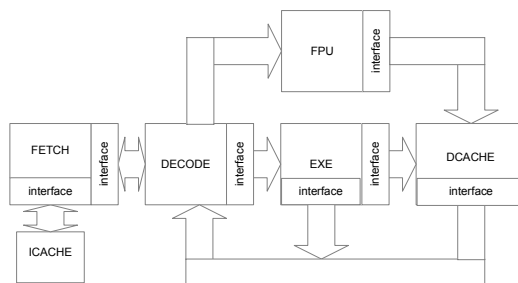 FPU
interface
FETCH
interface
interface
DECODE
interface
EXE
interface
interface
DCACHE
interface
ICACHE